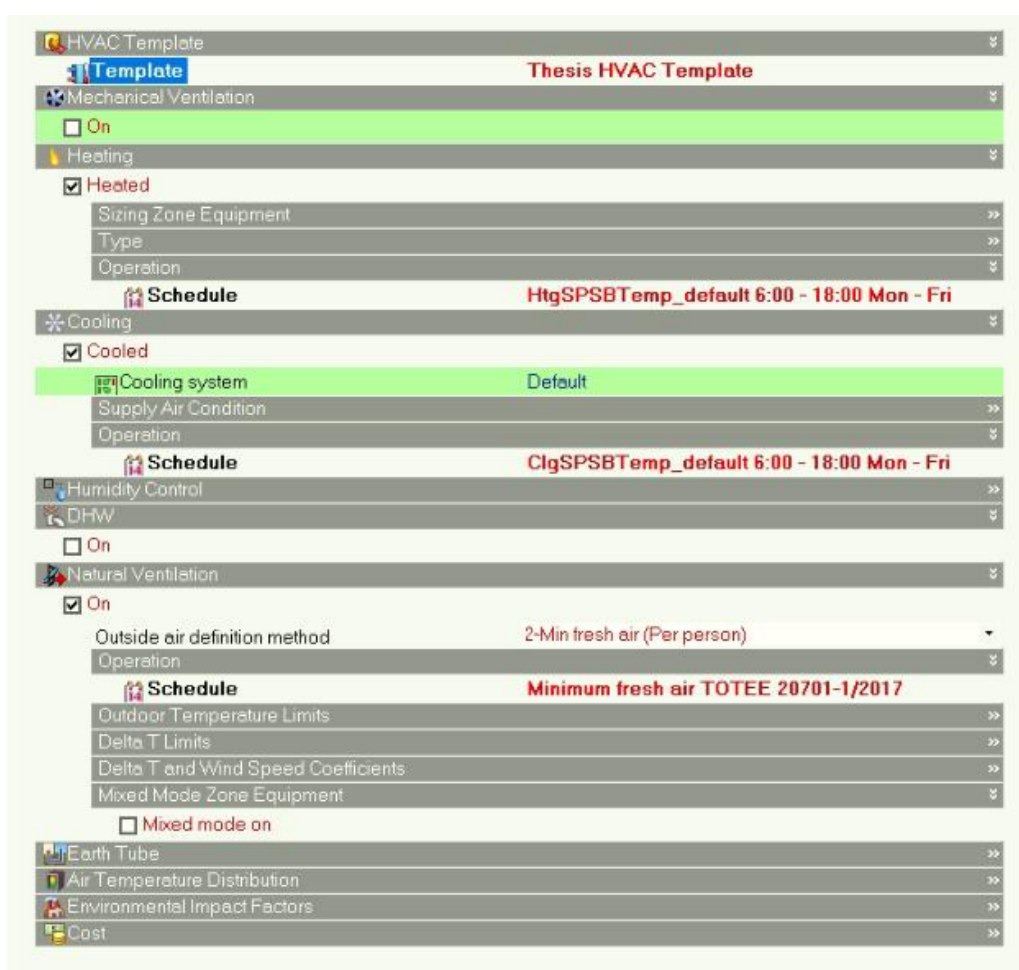 HVAC Template
Template Thesis HVAC Template
Mechanical Ventilation
On
Heating
Heated
Sizing Zone Equipment
Type
Operation
Schedule HtgSPSBTemp_default 6:00 - 18:00 Mon - Fri
Cooling
Cooled
Cooling system Default
Supply Air Condition
Operation
Schedule ClgSPSBTemp_default 6:00 - 18:00 Mon - Fri
Humidity Control
DHW
On
Natural Ventilation
On
Outside air definition method 2-Min fresh air (Per person)
Operation
Schedule Minimum fresh air TOTEE 20701-1/2017
Outdoor Temperature Limits
Delta T Limits
Delta T and Wind Speed Coefficients
Mixed Mode Zone Equipment
Mixed mode on
Earth Tube
Air Temperature Distribution
Environmental Impact Factors
Cost